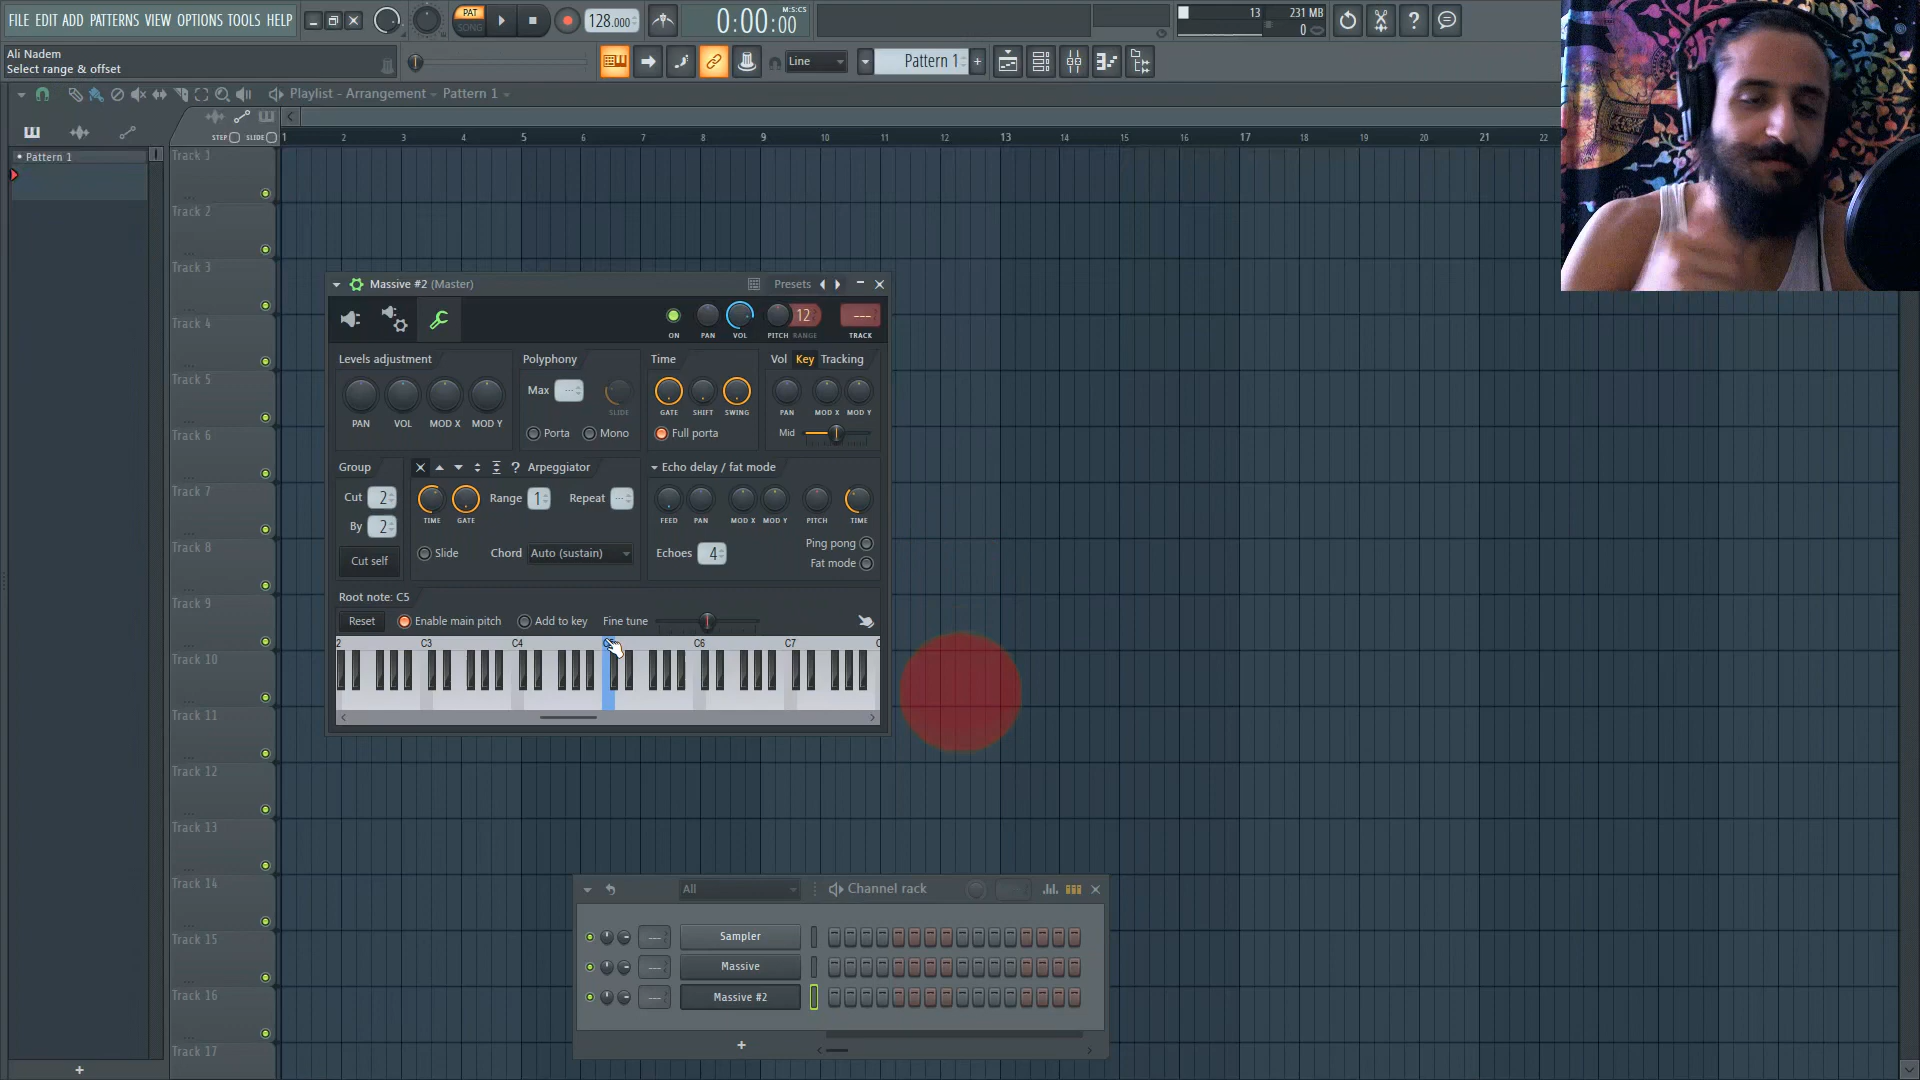 FILE EDIT ADD PATTERNS VIEW OPTIONS TOOLS HELP
PAT
SONG
128.000
0:00:00
M:S:CS
13
231 MB
0
Ali Nadem
Select range & offset
Line
Pattern 1
+
Playlist - Arrangement
Pattern 1
STEP
SLIDE
1 2 3 4 5 6 7 8 9 10 11 12 13 14 15 16 17 18 19 20 21 22
Pattern 1
Track 1
Track 2
Track 3
Track 4
Track 5
Track 6
Track 7
Track 8
Track 9
Track 10
Track 11
Track 12
Track 13
Track 14
Track 15
Track 16
Track 17
+
Massive #2 (Master)
Presets
12
---
ON PAN VOL PITCH RANGE TRACK
Levels adjustment
Polyphony
Time
Vol Key Tracking
Max
PAN VOL MOD X MOD Y
SLIDE
GATE SHIFT SWING
PAN MOD X MOD Y
Porta
Mono
Full porta
Mid
Group
? Arpeggiator
Echo delay / fat mode
Cut 2
By 2
Cut self
TIME GATE
Range 1
Repeat
Slide
Chord Auto (sustain)
FEED PAN MOD X MOD Y PITCH TIME
Echoes 4
Ping pong
Fat mode
Root note: C5
Reset
Enable main pitch
Add to key
Fine tune
2 C3 C4 C6 C7 C
All
Channel rack
--- Sampler
--- Massive
--- Massive #2
+